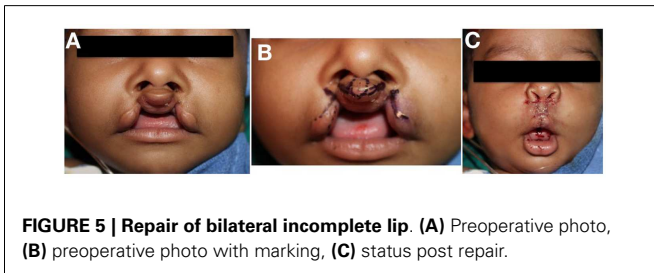 A
B
C
FIGURE 5 | Repair of bilateral incomplete lip. (A) Preoperative photo,
(B) preoperative photo with marking, (C) status post repair.